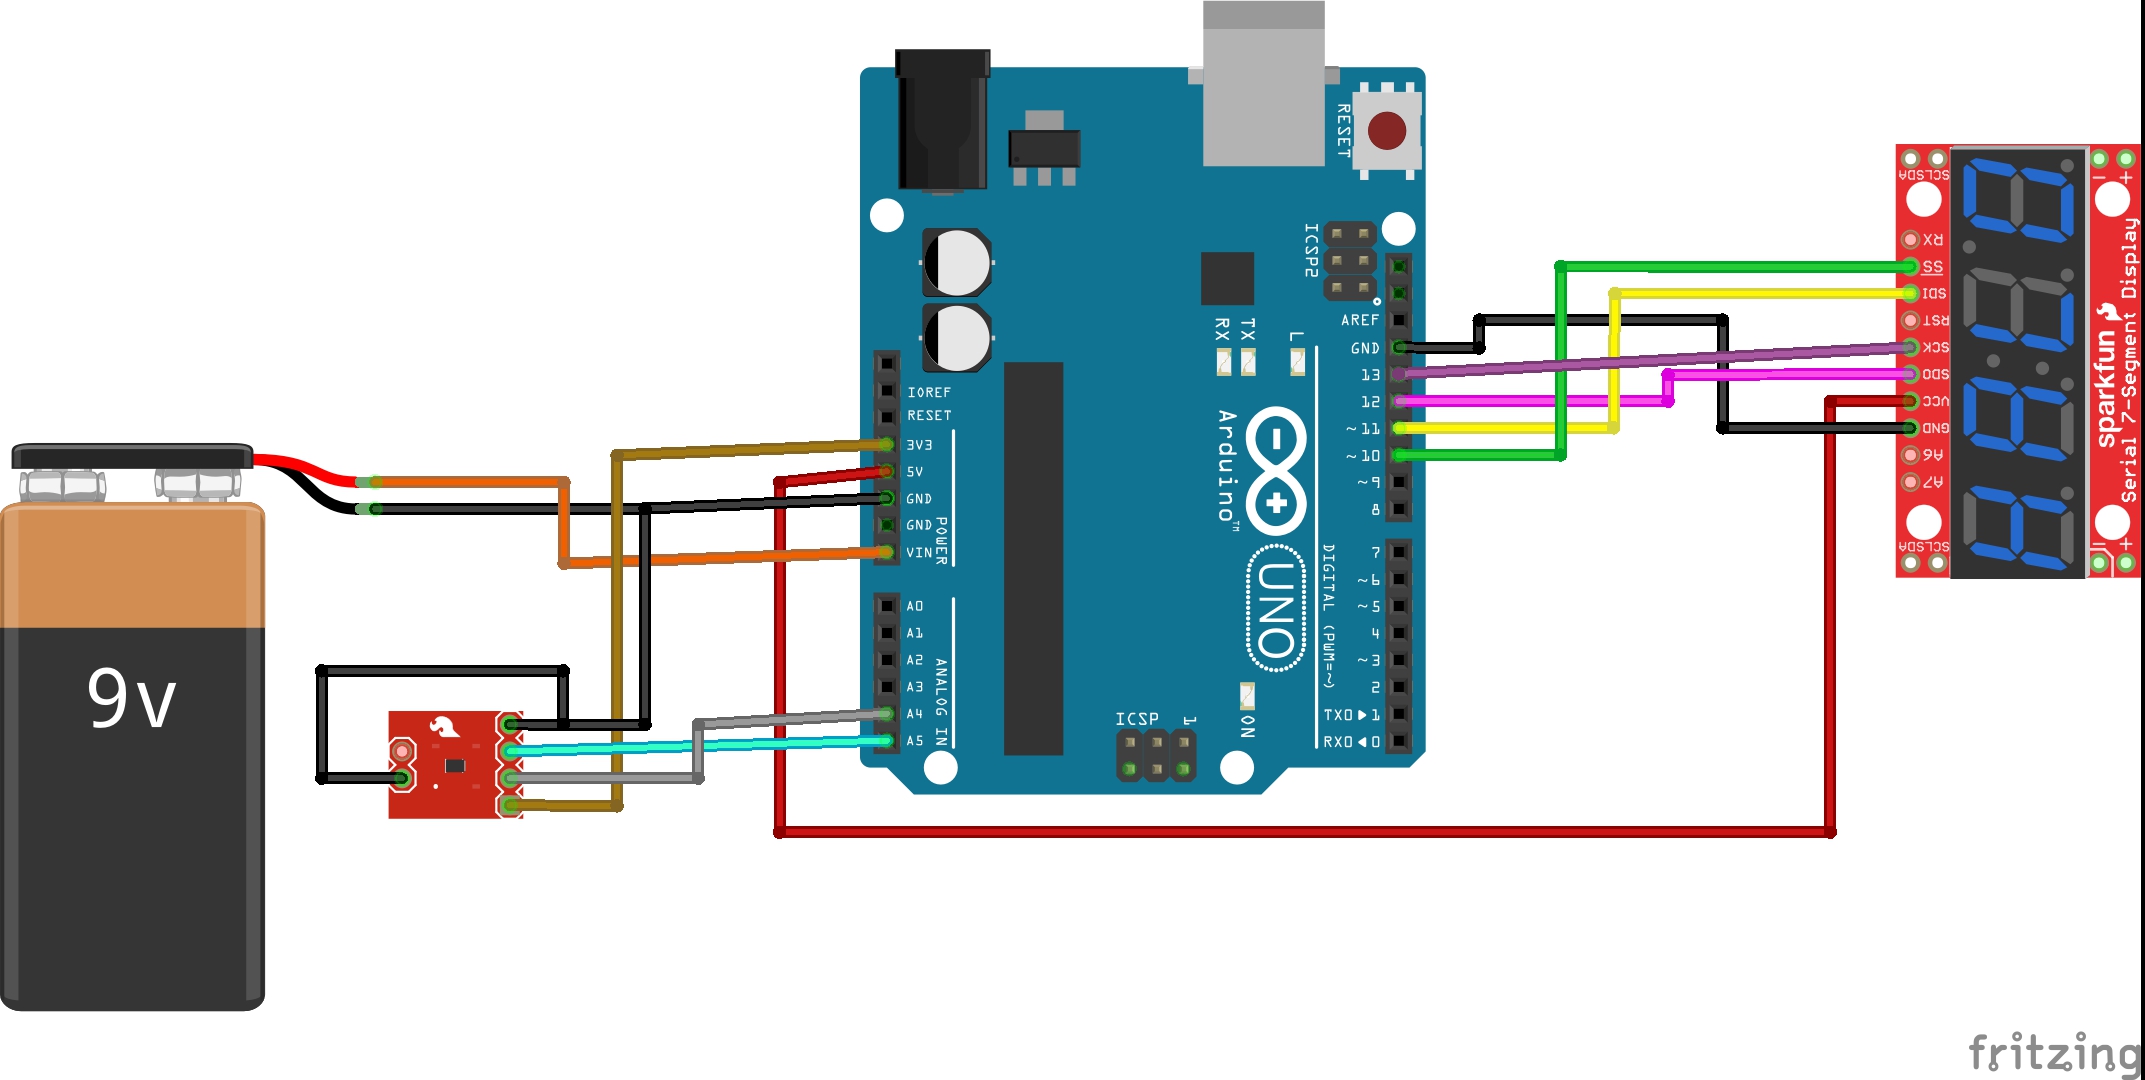 9v
RESET
ICSP2
AREF
GND
13
12
~11
~10
~9
8
7
~6
~5
4
~3
2
TX0▶1
RX0◀0
DIGITAL (PWM=~)
RX
TX
L
Arduino™
UNO
ON
ICSP
1
IOREF
RESET
3V3
5V
GND
GND
VIN
POWER
A0
A1
A2
A3
A4
A5
ANALOG IN
SCLSDA
- +
RX
SS
SDI
RST
SCK
SDO
VCC
GND
A6
A7
SCLSDA
- +
sparkfun
Serial 7-Segment Display
fritzing